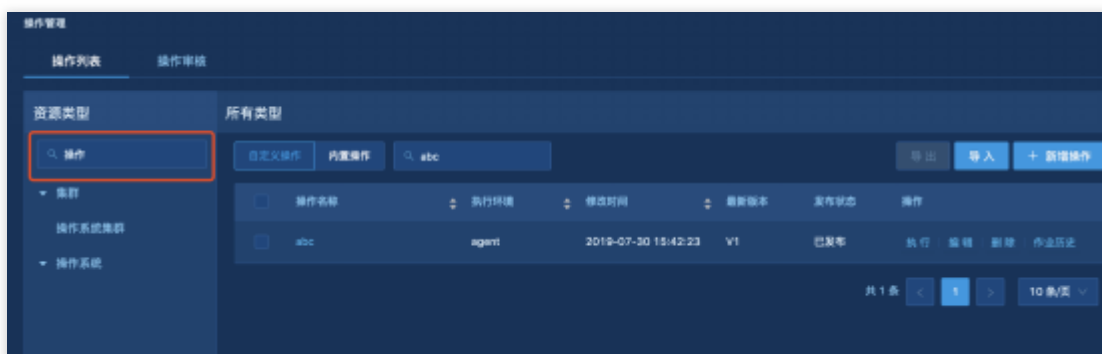 操作管理
操作列表 操作审核
资源类型 所有类型
操作 自定义操作 内置操作 abc 导出 导入 + 新增操作
集群 操作名称 执行环境 修改时间 最新版本 发布状态 操作
操作系统集群 abc agent 2019-07-30 15:42:23 V1 已发布 执行 编辑 删除 作业历史
操作系统
共 1 条 < 1 > 10 条/页